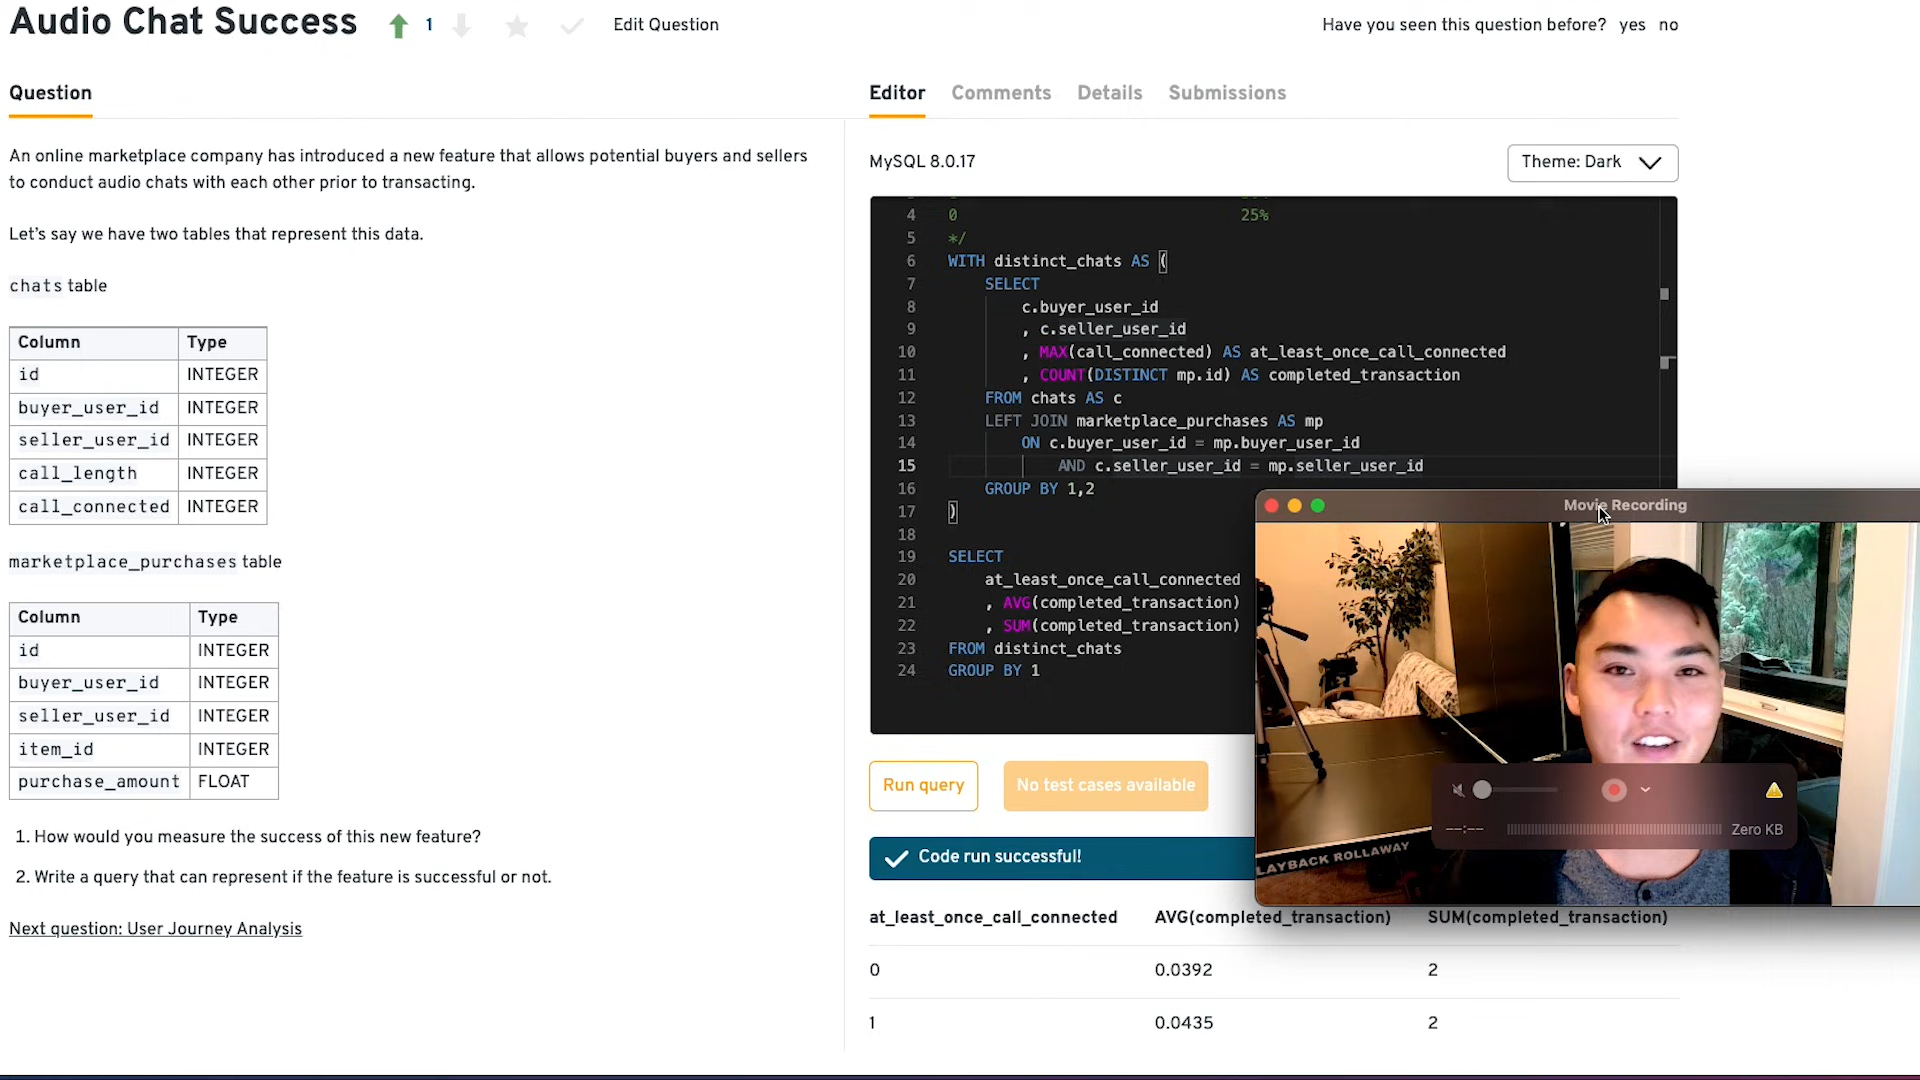 Audio Chat Success
1
Edit Question
Have you seen this question before? yes no
Question
An online marketplace company has introduced a new feature that allows potential buyers and sellers
to conduct audio chats with each other prior to transacting.
Let's say we have two tables that represent this data.
chats table
Column Type
id INTEGER
buyer_user_id INTEGER
seller_user_id INTEGER
call_length INTEGER
call_connected INTEGER
marketplace_purchases table
Column Type
id INTEGER
buyer_user_id INTEGER
seller_user_id INTEGER
item_id INTEGER
purchase_amount FLOAT
1. How would you measure the success of this new feature?
2. Write a query that can represent if the feature is successful or not.
Next question: User Journey Analysis
Editor Comments Details Submissions
MySQL 8.0.17
Theme: Dark
4 0 25%
5 */
6 WITH distinct_chats AS (
7 SELECT
8 c.buyer_user_id
9 , c.seller_user_id
10 , MAX(call_connected) AS at_least_once_call_connected
11 , COUNT(DISTINCT mp.id) AS completed_transaction
12 FROM chats AS c
13 LEFT JOIN marketplace_purchases AS mp
14 ON c.buyer_user_id = mp.buyer_user_id
15 AND c.seller_user_id = mp.seller_user_id
16 GROUP BY 1,2
17 )
18
19 SELECT
20 at_least_once_call_connected
21 , AVG(completed_transaction)
22 , SUM(completed_transaction)
23 FROM distinct_chats
24 GROUP BY 1
Run query
No test cases available
Code run successful!
at_least_once_call_connected AVG(completed_transaction) SUM(completed_transaction)
0 0.0392 2
1 0.0435 2
Movie Recording
--:--
Zero KB
LAYBACK ROLLAWAY